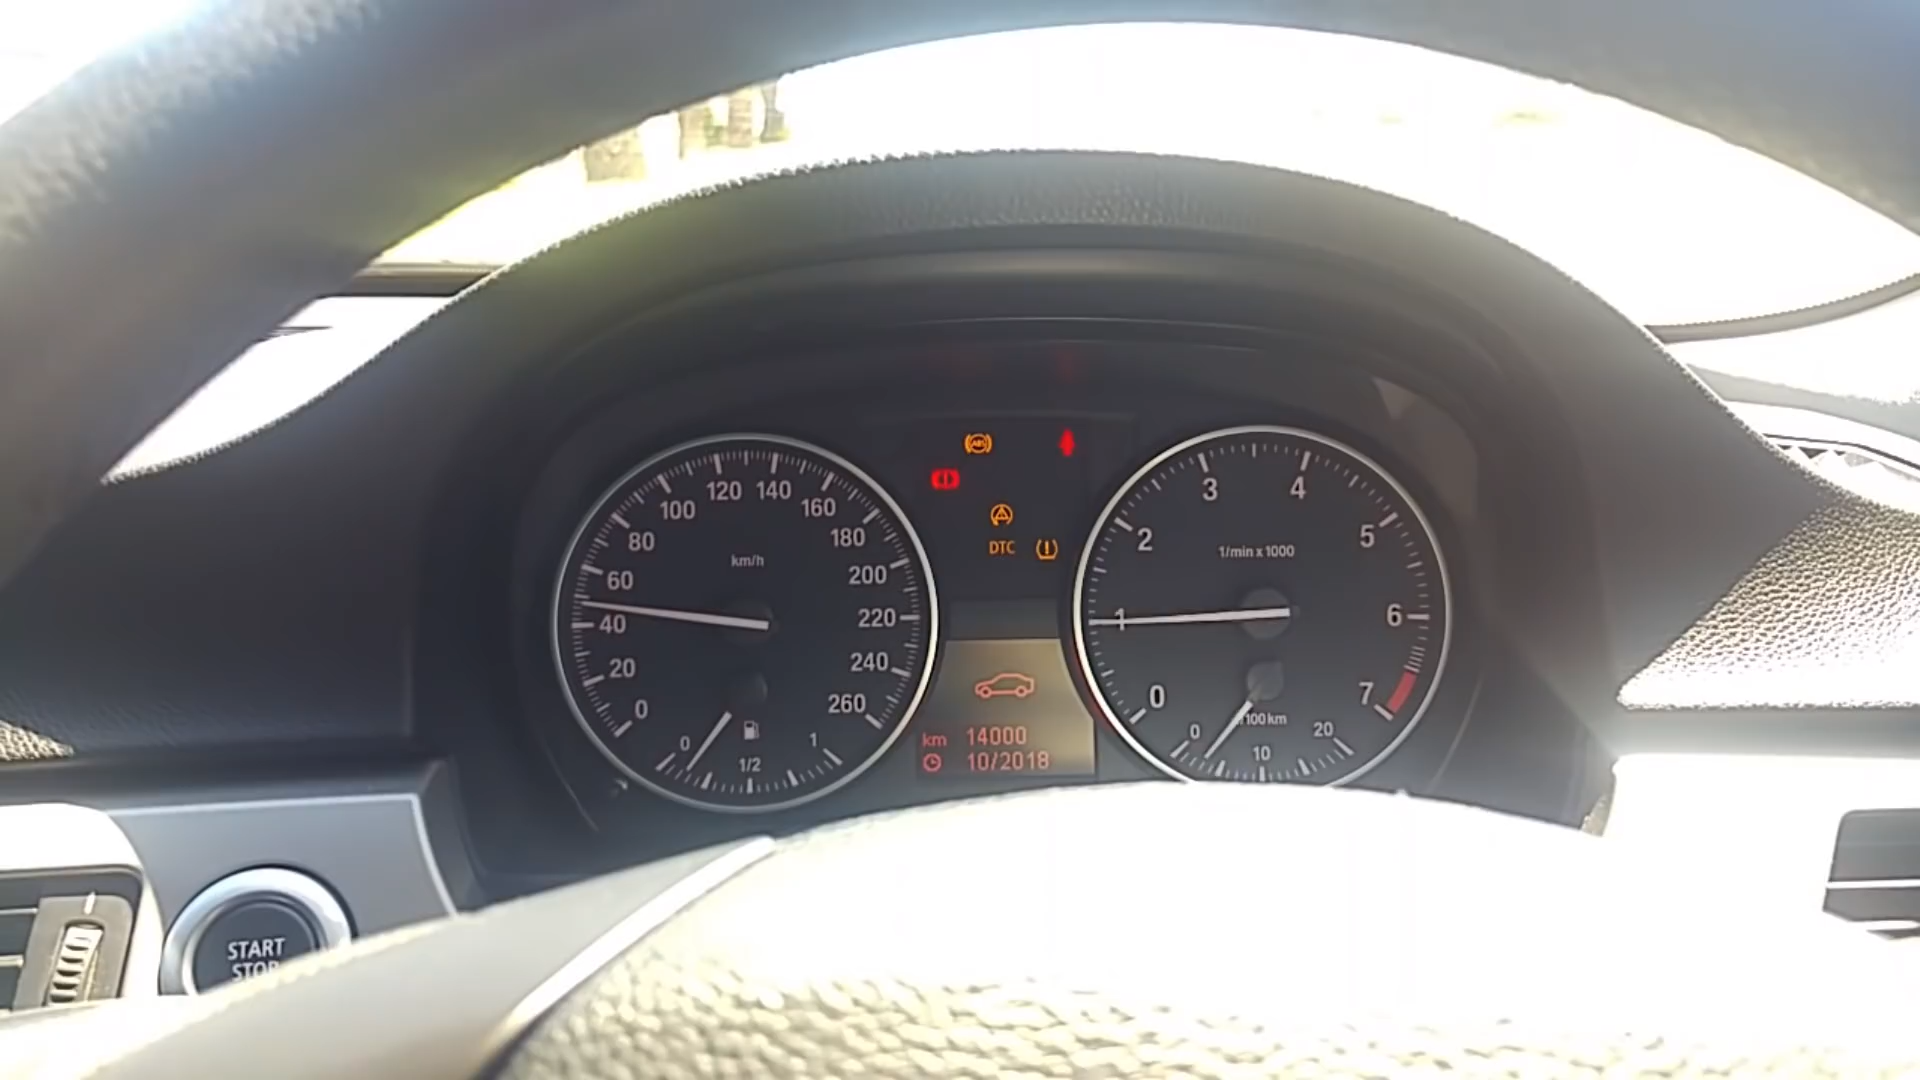 120 140
100 160
80 180
km/h
60 200
40 220
20 240
0 260
0 1/2 1
ABS
DTC
km 14000
10/2018
3 4
2 5
1/min x 1000
1 6
0 7
/100km
0 10 20
START
STOP